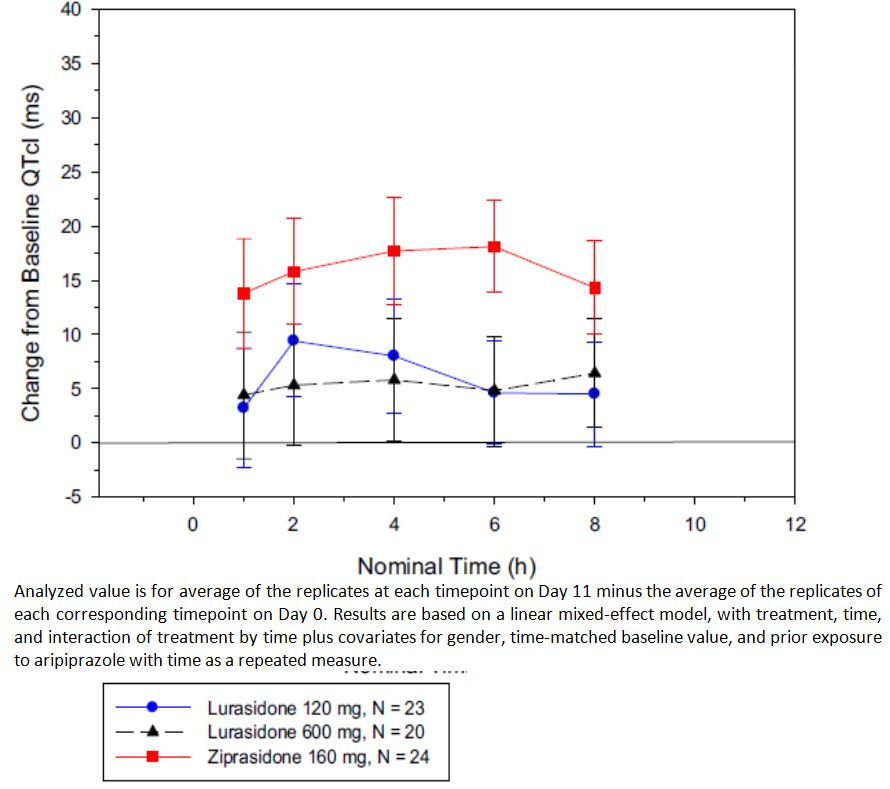 40
35
30
25
20
15
10
5
0
-5
Change from Baseline QTcI (ms)
0 2 4 6 8 10 12
Nominal Time (h)
Analyzed value is for average of the replicates at each timepoint on Day 11 minus the average of the replicates of
each corresponding timepoint on Day 0. Results are based on a linear mixed-effect model, with treatment, time,
and interaction of treatment by time plus covariates for gender, time-matched baseline value, and prior exposure
to aripiprazole with time as a repeated measure.
Lurasidone 120 mg, N = 23
Lurasidone 600 mg, N = 20
Ziprasidone 160 mg, N = 24